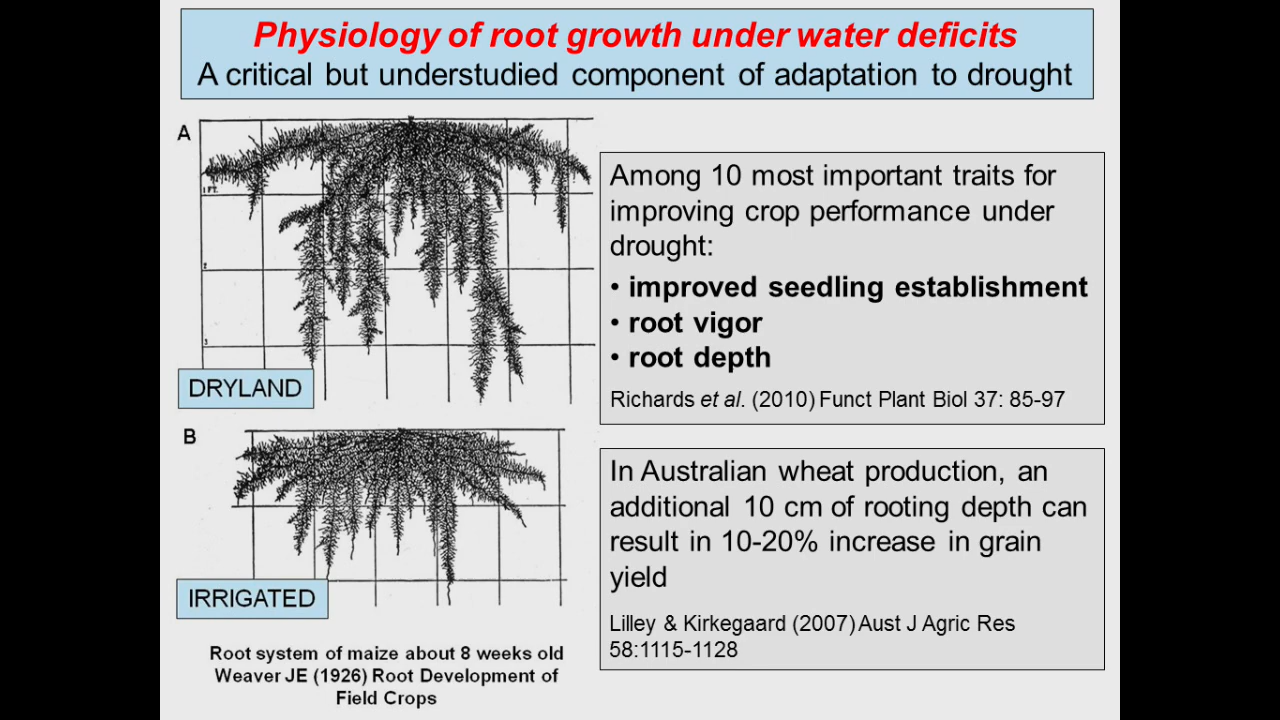 Physiology of root growth under water deficits
A critical but understudied component of adaptation to drought
A
1 FT.
2
3
DRYLAND
B
IRRIGATED
Root system of maize about 8 weeks old
Weaver JE (1926) Root Development of
Field Crops
Among 10 most important traits for
improving crop performance under
drought:
• improved seedling establishment
• root vigor
• root depth
Richards et al. (2010) Funct Plant Biol 37: 85-97
In Australian wheat production, an
additional 10 cm of rooting depth can
result in 10-20% increase in grain
yield
Lilley & Kirkegaard (2007) Aust J Agric Res
58:1115-1128